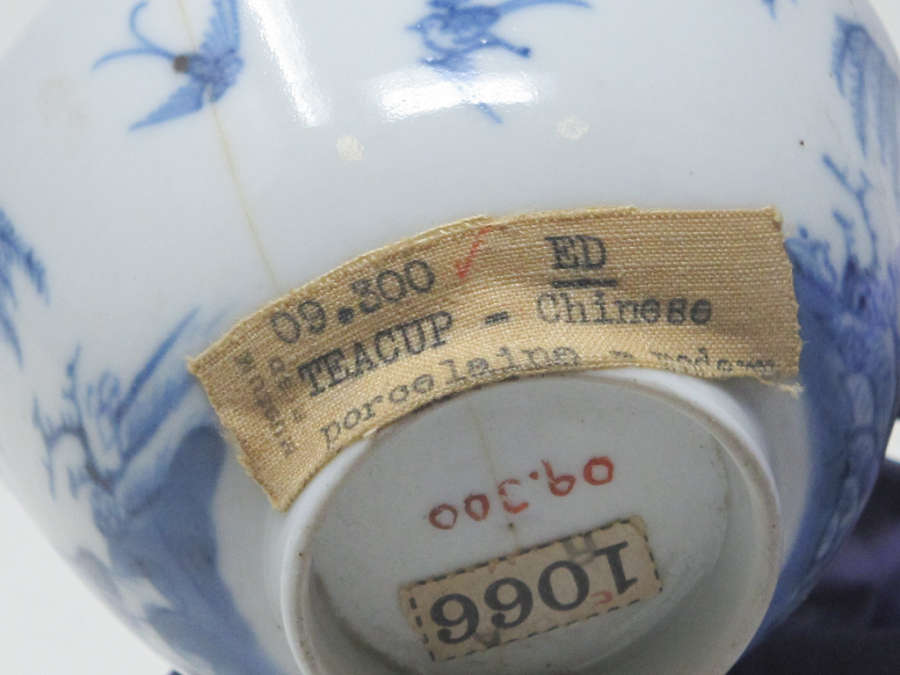 09.300 ED
TEACUP - Chinese
porcelaine
09.300
1066